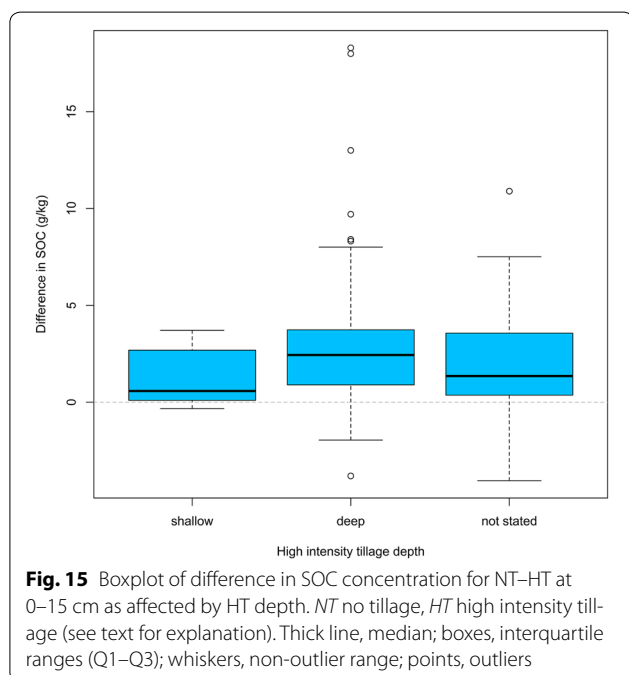 15
10
5
0
Difference in SOC (g/kg)
shallow deep not stated
High intensity tillage depth
Fig. 15 Boxplot of difference in SOC concentration for NT–HT at
0–15 cm as affected by HT depth. NT no tillage, HT high intensity till-
age (see text for explanation). Thick line, median; boxes, interquartile
ranges (Q1–Q3); whiskers, non-outlier range; points, outliers